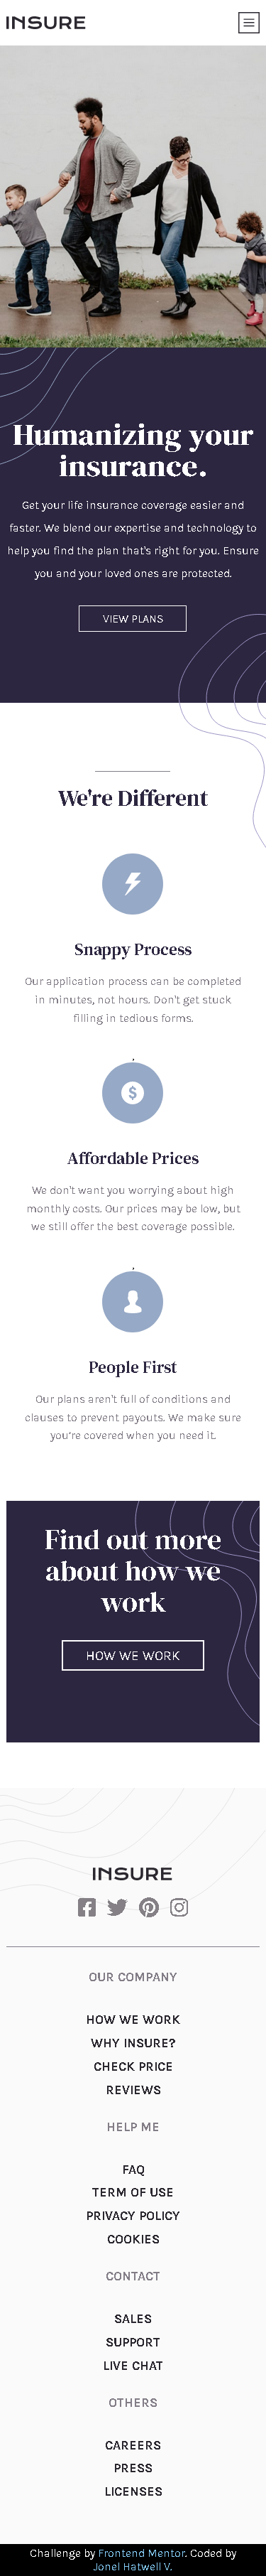 INSURE
Humanizing your
insurance.
Get your life insurance coverage easier and
faster. We blend our expertise and technology to
help you find the plan that's right for you. Ensure
you and your loved ones are protected.
VIEW PLANS
We're Different
Snappy Process
Our application process can be completed
in minutes, not hours. Don't get stuck
filling in tedious forms.
,
Affordable Prices
We don't want you worrying about high
monthly costs. Our prices may be low, but
we still offer the best coverage possible.
,
People First
Our plans aren't full of conditions and
clauses to prevent payouts. We make sure
you're covered when you need it.
Find out more
about how we
work
HOW WE WORK
INSURE
OUR COMPANY
HOW WE WORK
WHY INSURE?
CHECK PRICE
REVIEWS
HELP ME
FAQ
TERM OF USE
PRIVACY POLICY
COOKIES
CONTACT
SALES
SUPPORT
LIVE CHAT
OTHERS
CAREERS
PRESS
LICENSES
Challenge by Frontend Mentor. Coded by
Jonel Hatwell V.